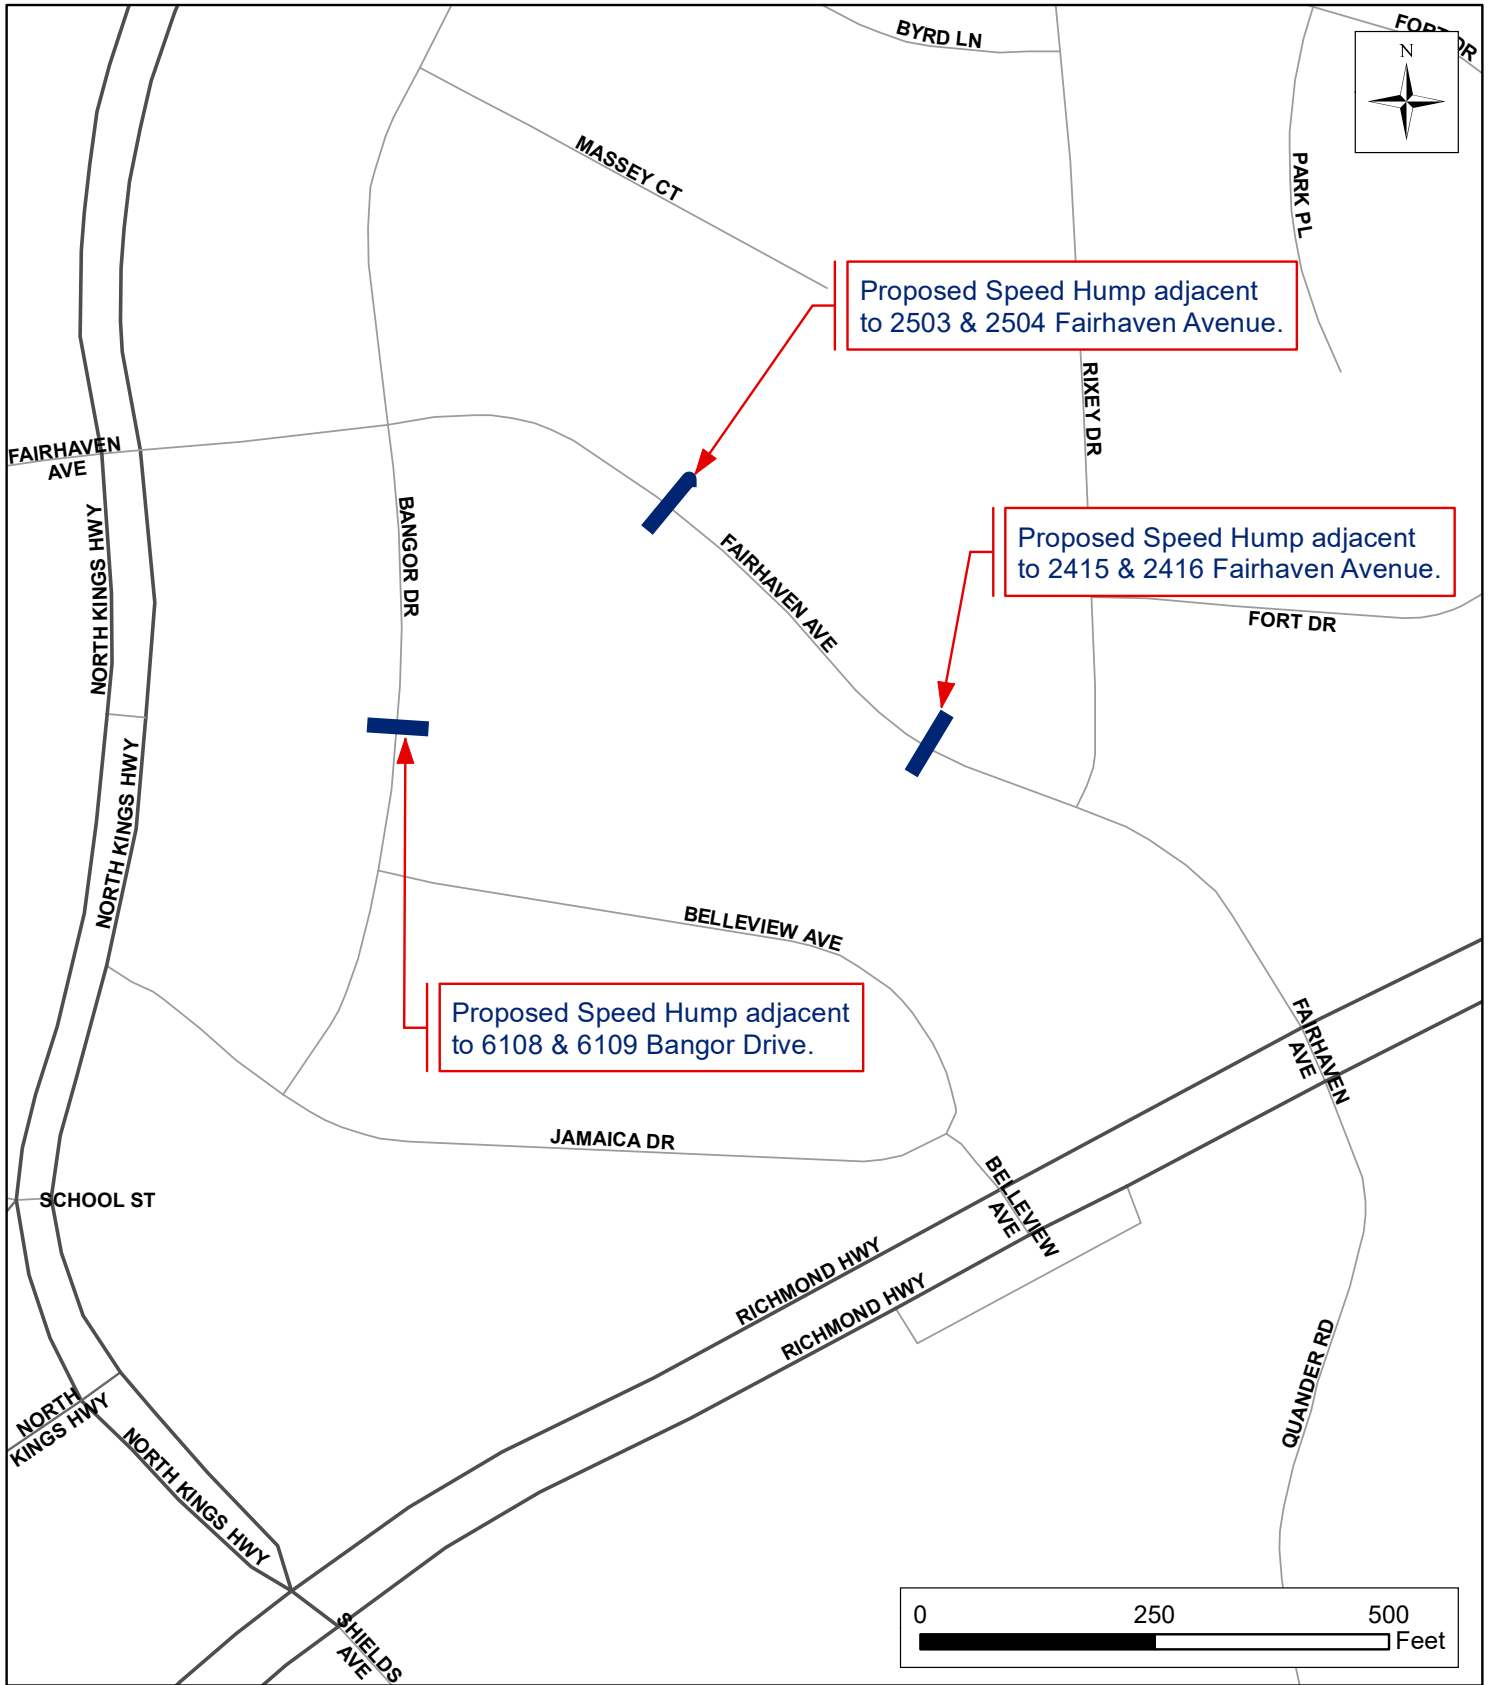 BYRD LN
FORT DR
N
MASSEY CT
PARK PL
Proposed Speed Hump adjacent
to 2503 & 2504 Fairhaven Avenue.
RIXEY DR
FAIRHAVEN
AVE
NORTH KINGS HWY
BANGOR DR
FAIRHAVEN AVE
Proposed Speed Hump adjacent
to 2415 & 2416 Fairhaven Avenue.
FORT DR
NORTH KINGS HWY
BELLEVIEW AVE
Proposed Speed Hump adjacent
to 6108 & 6109 Bangor Drive.
FAIRHAVEN
AVE
JAMAICA DR
SCHOOL ST
BELLEVIEW
AVE
RICHMOND HWY
RICHMOND HWY
QUANDER RD
NORTH
KINGS HWY
NORTH KINGS HWY
SHIELDS
AVE
0 250 500
Feet